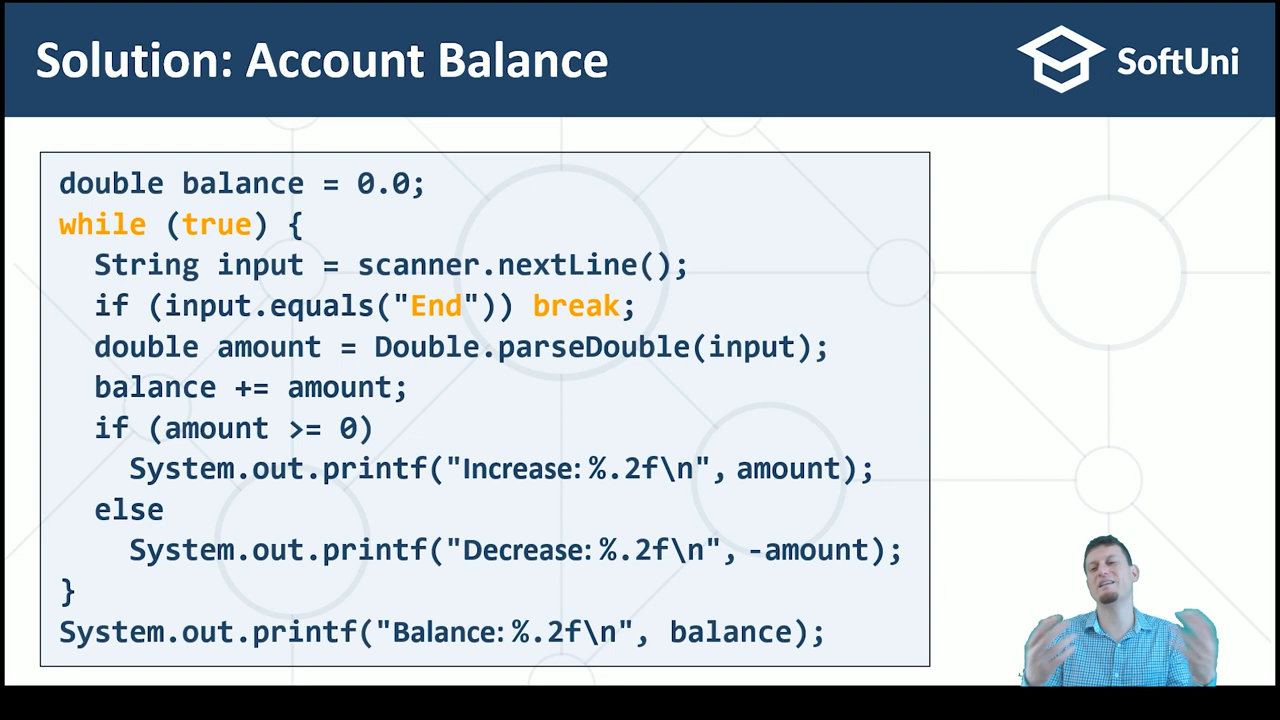 Solution: Account Balance
SoftUni
double balance = 0.0;
while (true) {
  String input = scanner.nextLine();
  if (input.equals("End")) break;
  double amount = Double.parseDouble(input);
  balance += amount;
  if (amount >= 0)
    System.out.printf("Increase: %.2f\n", amount);
  else
    System.out.printf("Decrease: %.2f\n", -amount);
}
System.out.printf("Balance: %.2f\n", balance);